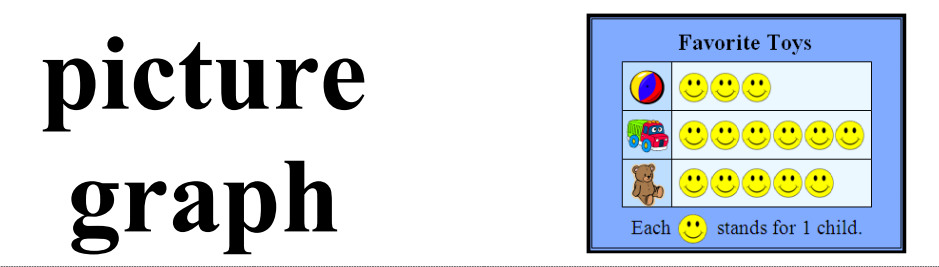 picture
graph
Favorite Toys
Each stands for 1 child.